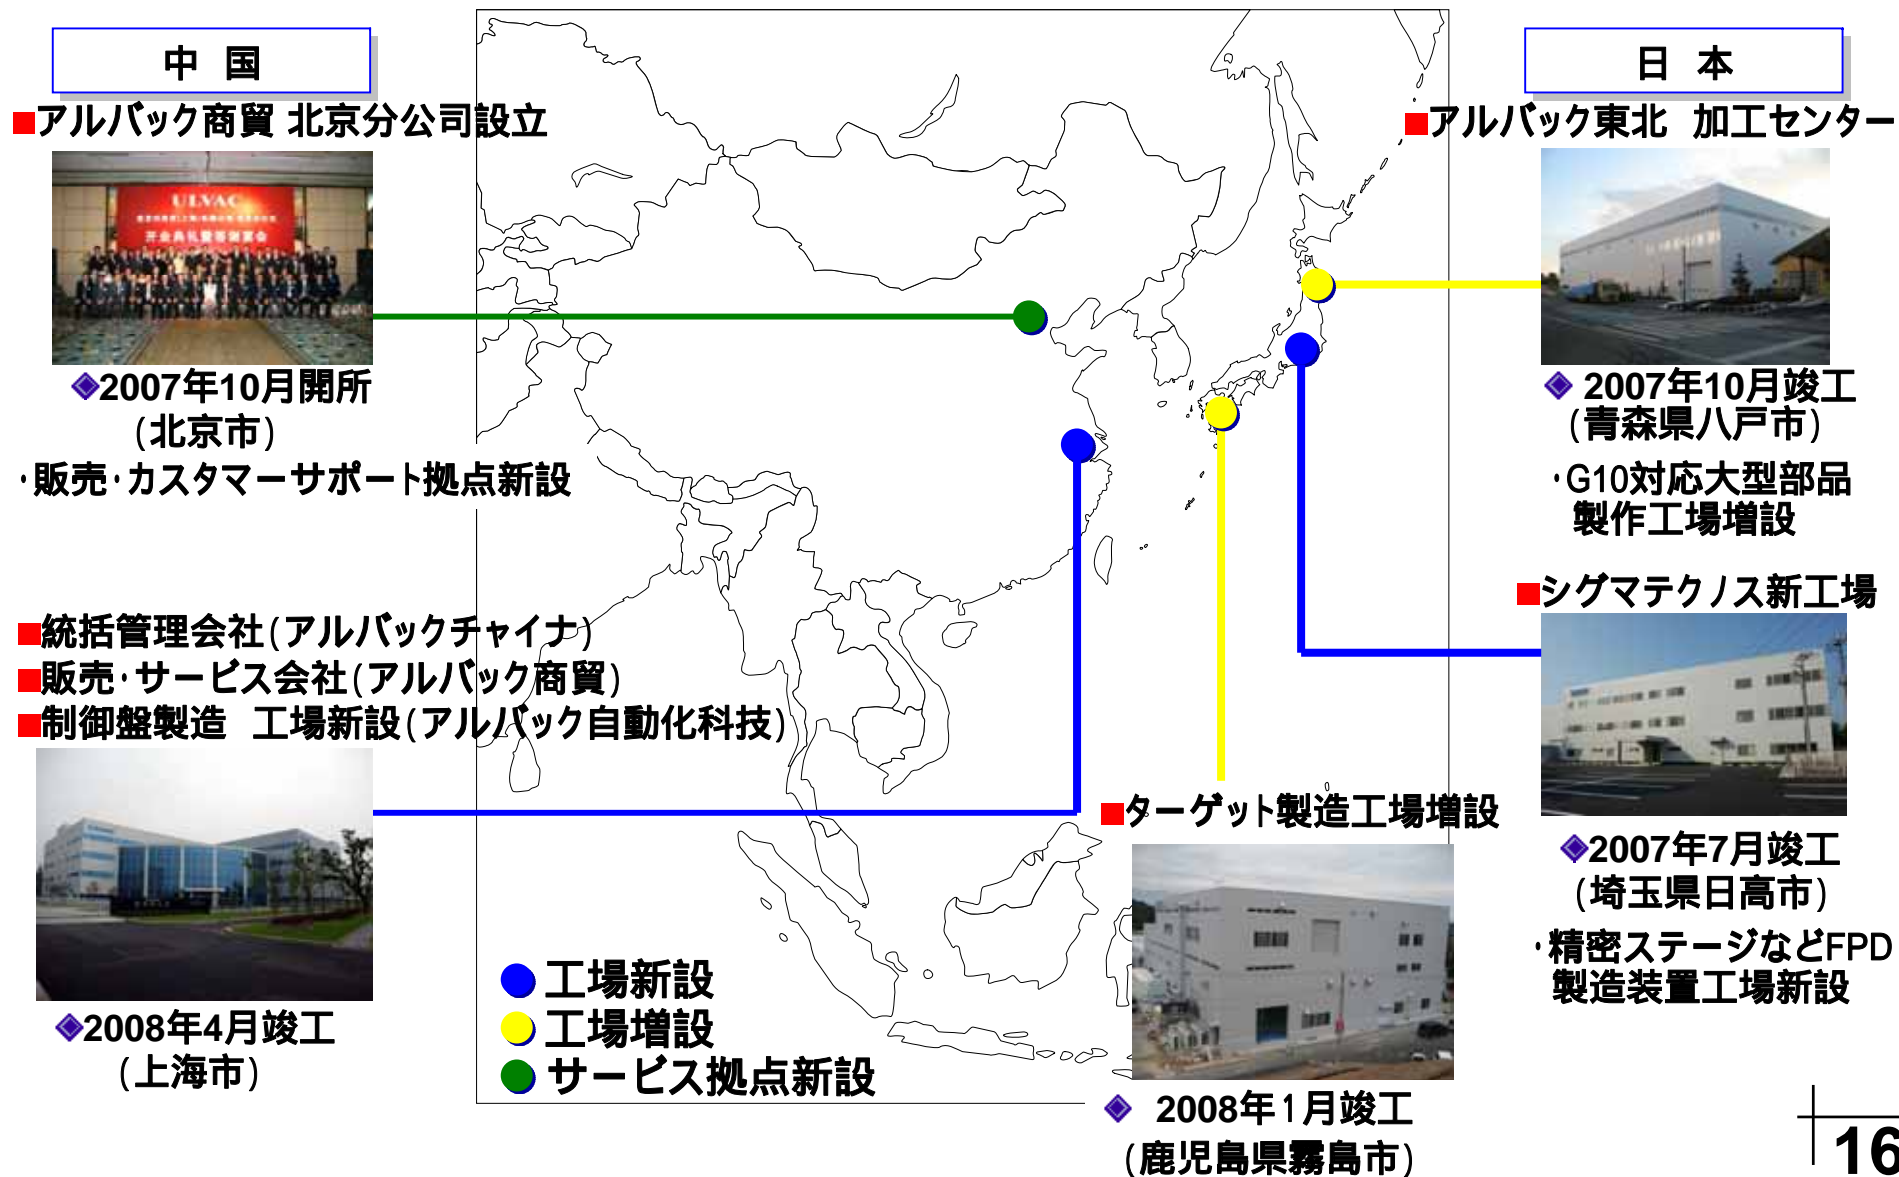 中 国
■アルバック商貿 北京分公司設立
ULVAC
◆2007年10月開所
(北京市)
・販売・カスタマーサポート拠点新設
■統括管理会社(アルバックチャイナ)
■販売・サービス会社(アルバック商貿)
■制御盤製造 工場新設(アルバック自動化科技)
◆2008年4月竣工
(上海市)
●工場新設
●工場増設
●サービス拠点新設
■ターゲット製造工場増設
◆ 2008年1月竣工
(鹿児島県霧島市)
日 本
■アルバック東北 加工センター
◆ 2007年10月竣工
(青森県八戸市)
・G10対応大型部品
製作工場増設
■シグマテクノス新工場
◆2007年7月竣工
(埼玉県日高市)
・精密ステージなどFPD
製造装置工場新設
16